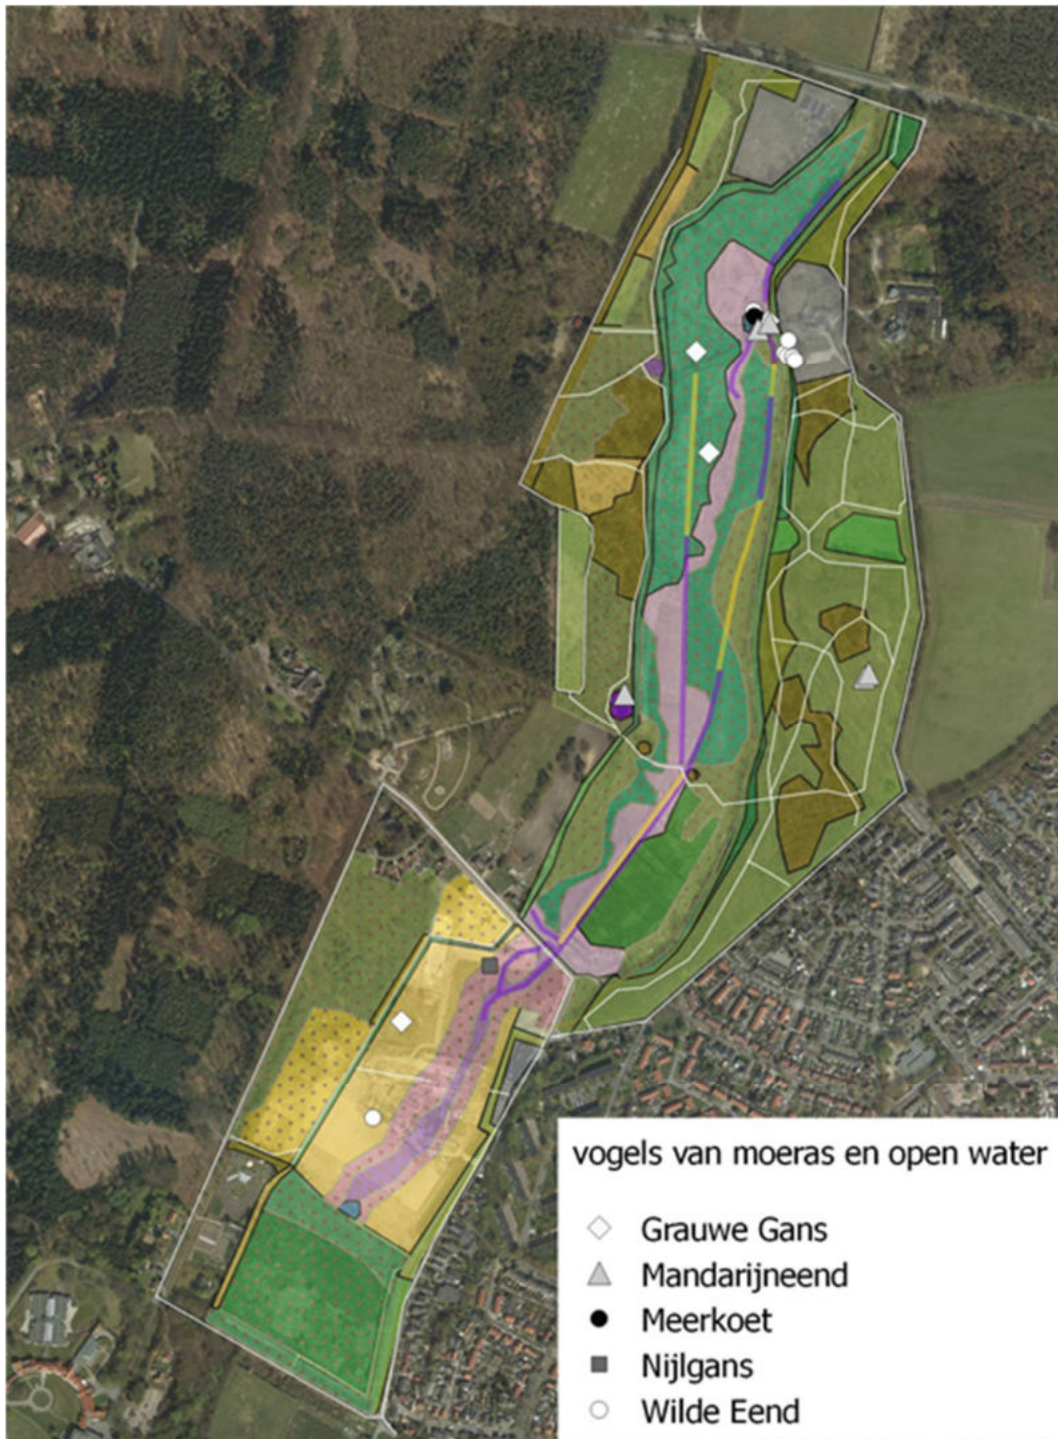 vogels van moeras en open water
Grauwe Gans
Mandarijneend
Meerkoet
Nijlgans
Wilde Eend